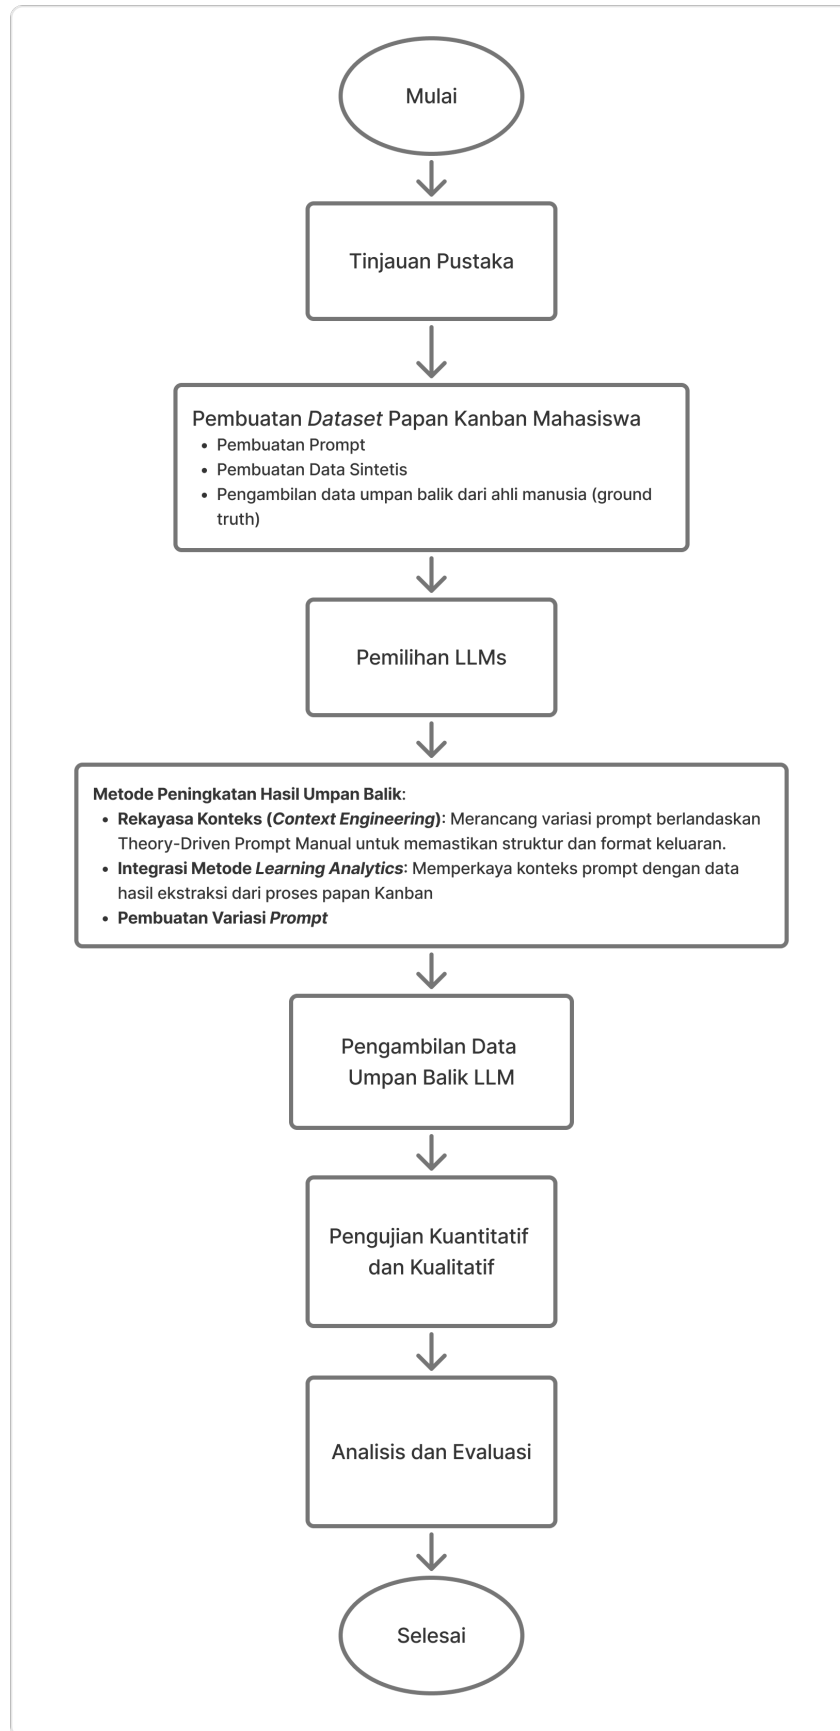 Mulai
Tinjauan Pustaka
Pembuatan Dataset Papan Kanban Mahasiswa
• Pembuatan Prompt
• Pembuatan Data Sintetis
• Pengambilan data umpan balik dari ahli manusia (ground
truth)
Pemilihan LLMs
Metode Peningkatan Hasil Umpan Balik:
• Rekayasa Konteks (Context Engineering): Merancang variasi prompt berlandaskan
Theory-Driven Prompt Manual untuk memastikan struktur dan format keluaran.
• Integrasi Metode Learning Analytics: Memperkaya konteks prompt dengan data
hasil ekstraksi dari proses papan Kanban
• Pembuatan Variasi Prompt
Pengambilan Data
Umpan Balik LLM
Pengujian Kuantitatif
dan Kualitatif
Analisis dan Evaluasi
Selesai